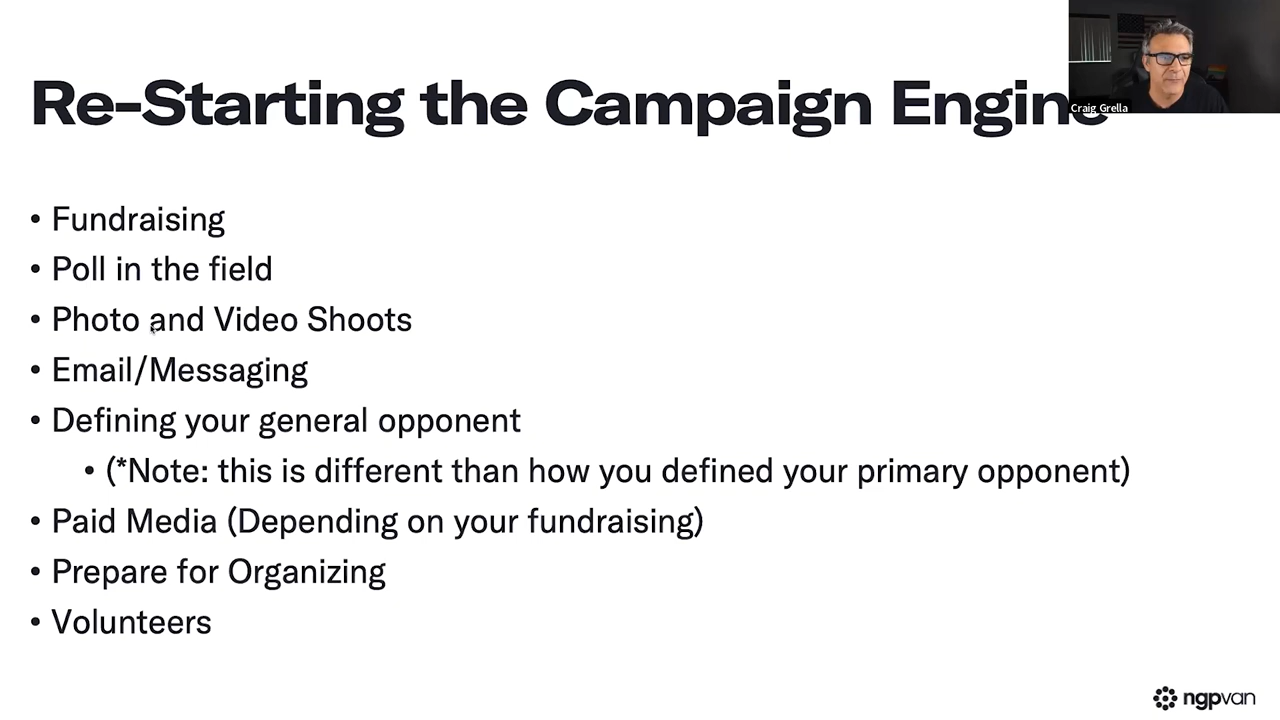 Re-Starting the Campaign Engine
Craig Grella
• Fundraising
• Poll in the field
• Photo and Video Shoots
• Email/Messaging
• Defining your general opponent
• (*Note: this is different than how you defined your primary opponent)
• Paid Media (Depending on your fundraising)
• Prepare for Organizing
• Volunteers
ngpvan